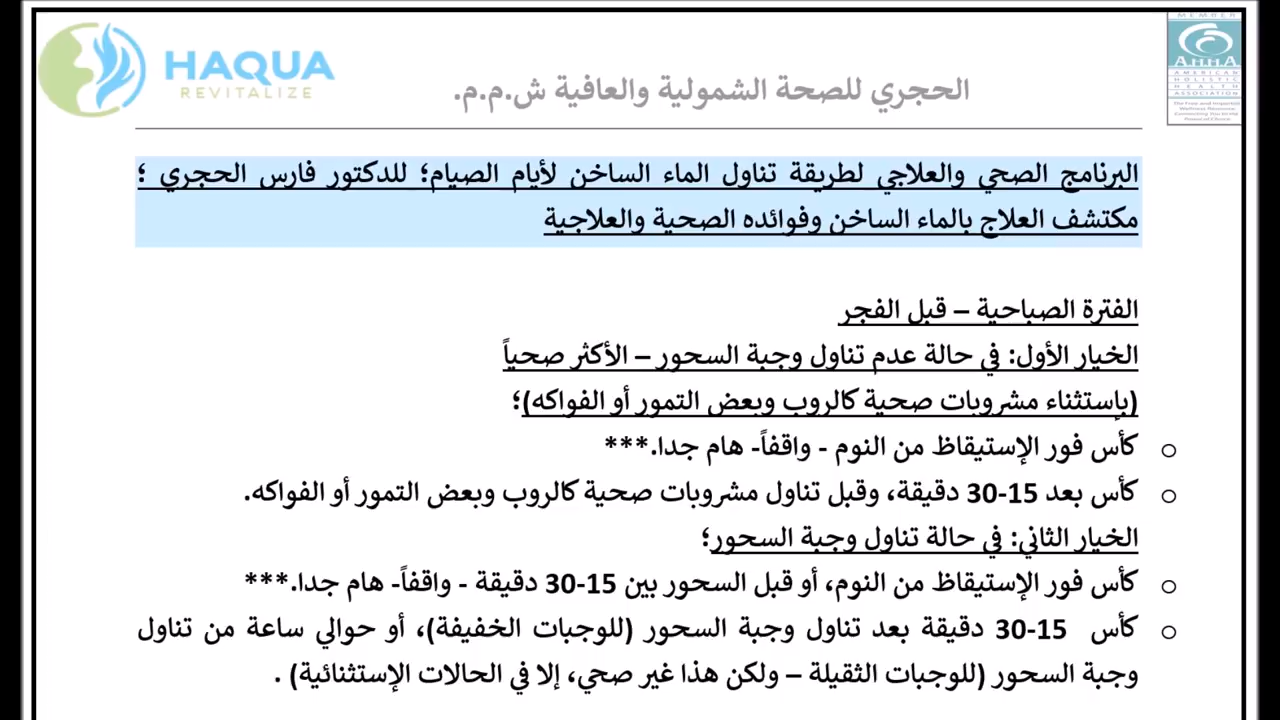 HAQUA
REVITALIZE
الحجري للصحة الشمولية والعافية ش.م.م.
MEMBER
AHHA
AMERICAN
HOLISTIC
HEALTH
ASSOCIATION
البرنامج الصحي والعلاجي لطريقة تناول الماء الساخن لأيام الصيام؛ للدكتور فارس الحجري ؛
مكتشف العلاج بالماء الساخن وفوائده الصحية والعلاجية
الفترة الصباحية – قبل الفجر
الخيار الأول: في حالة عدم تناول وجبة السحور – الأكثر صحياً
(بإستثناء مشروبات صحية كالروب وبعض التمور أو الفواكه)؛
○ كأس فور الإستيقاظ من النوم - واقفاً- هام جدا.***
○ كأس بعد 15-30 دقيقة، وقبل تناول مشروبات صحية كالروب وبعض التمور أو الفواكه.
الخيار الثاني: في حالة تناول وجبة السحور؛
○ كأس فور الإستيقاظ من النوم، أو قبل السحور بين 15-30 دقيقة - واقفاً- هام جدا.***
○ كأس 15-30 دقيقة بعد تناول وجبة السحور (للوجبات الخفيفة)، أو حوالي ساعة من تناول
وجبة السحور (للوجبات الثقيلة – ولكن هذا غير صحي، إلا في الحالات الإستثنائية) .